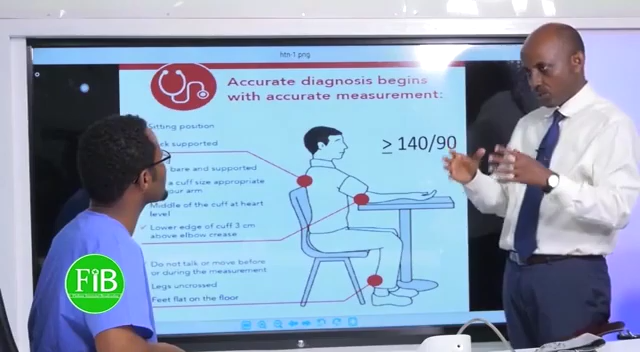 htn-1 png
Accurate diagnosis begins
with accurate measurement:
Sitting position
supported
≥ 140/90
bare and supported
a cuff size appropriate
your arm
Middle of the cuff at heart
level
✓ Lower edge of cuff 3 cm
above elbow crease
Do not talk or move before
or during the measurement
Legs uncrossed
Feet flat on the floor
FiB